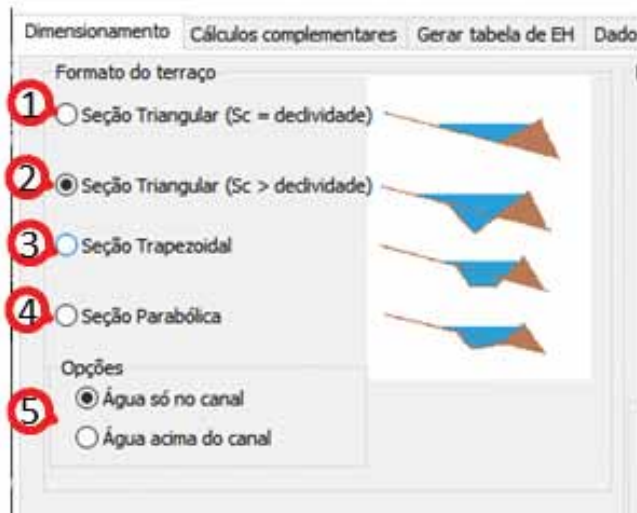 Dimensionamento Cálculos complementares Gerar tabela de EH Dado
Formato do terraço
1 Seção Triangular (Sc = declividade)
2 Seção Triangular (Sc > declividade)
3 Seção Trapezoidal
4 Seção Parabólica
Opções
5 Água só no canal
Água acima do canal